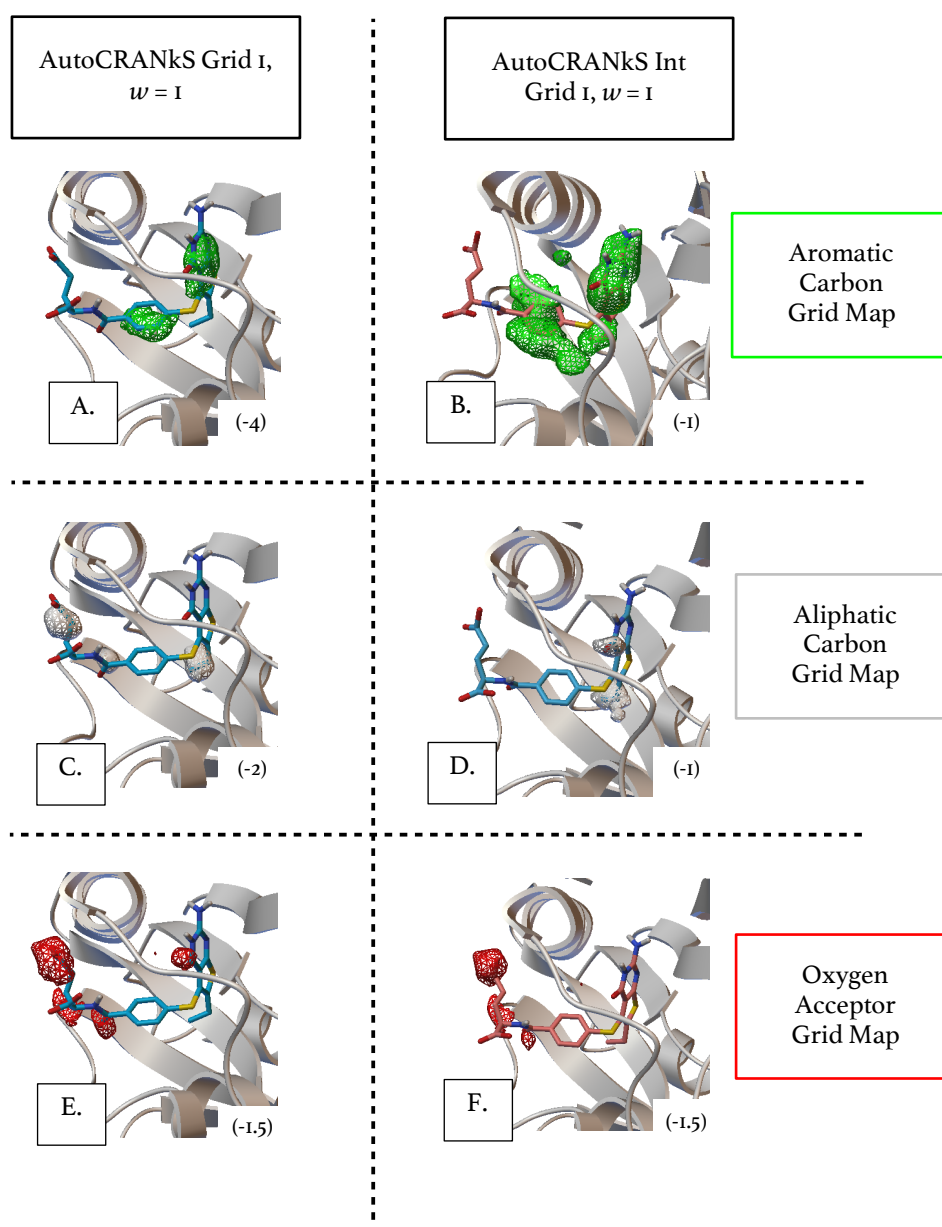 AutoCRANkS Grid 1,
w = 1
AutoCRANkS Int
Grid 1, w = 1
A.
(-4)
B.
(-1)
Aromatic
Carbon
Grid Map
C.
(-2)
D.
(-1)
Aliphatic
Carbon
Grid Map
E.
(-1.5)
F.
(-1.5)
Oxygen
Acceptor
Grid Map